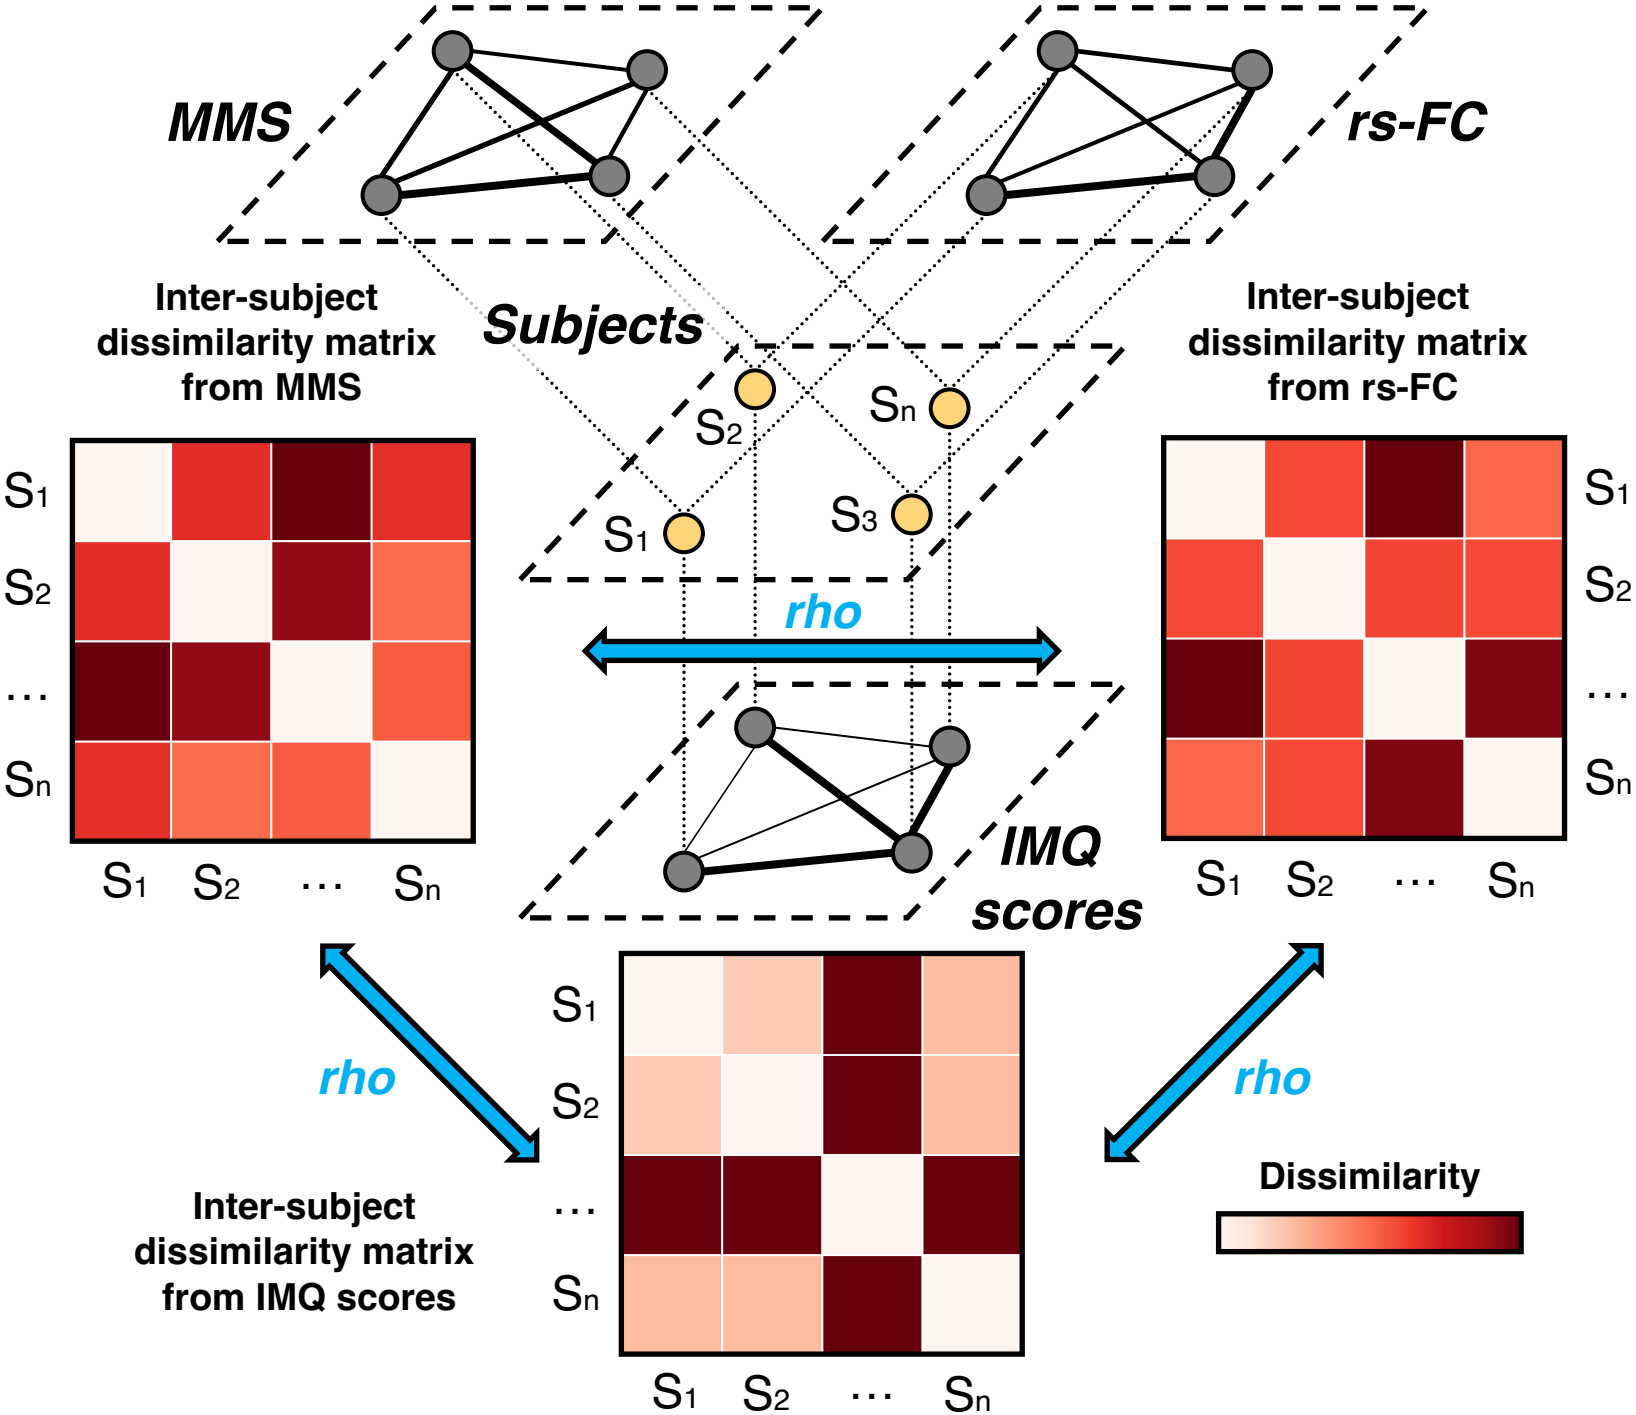 MMS
rs-FC
Inter-subject
dissimilarity matrix
from MMS
Subjects
Inter-subject
dissimilarity matrix
from rs-FC
S2
Sn
S1
S3
rho
S1
S2
...
Sn
S1 S2 ... Sn
S1
S2
...
Sn
S1 S2 ... Sn
IMQ
scores
rho
rho
S1
S2
...
Sn
S1 S2 ... Sn
Inter-subject
dissimilarity matrix
from IMQ scores
Dissimilarity